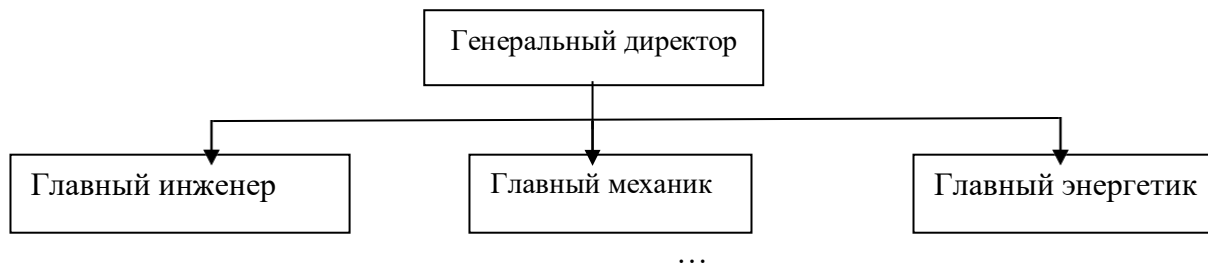 Генеральный директор
Главный инженер
Главный механик
Главный энергетик
…